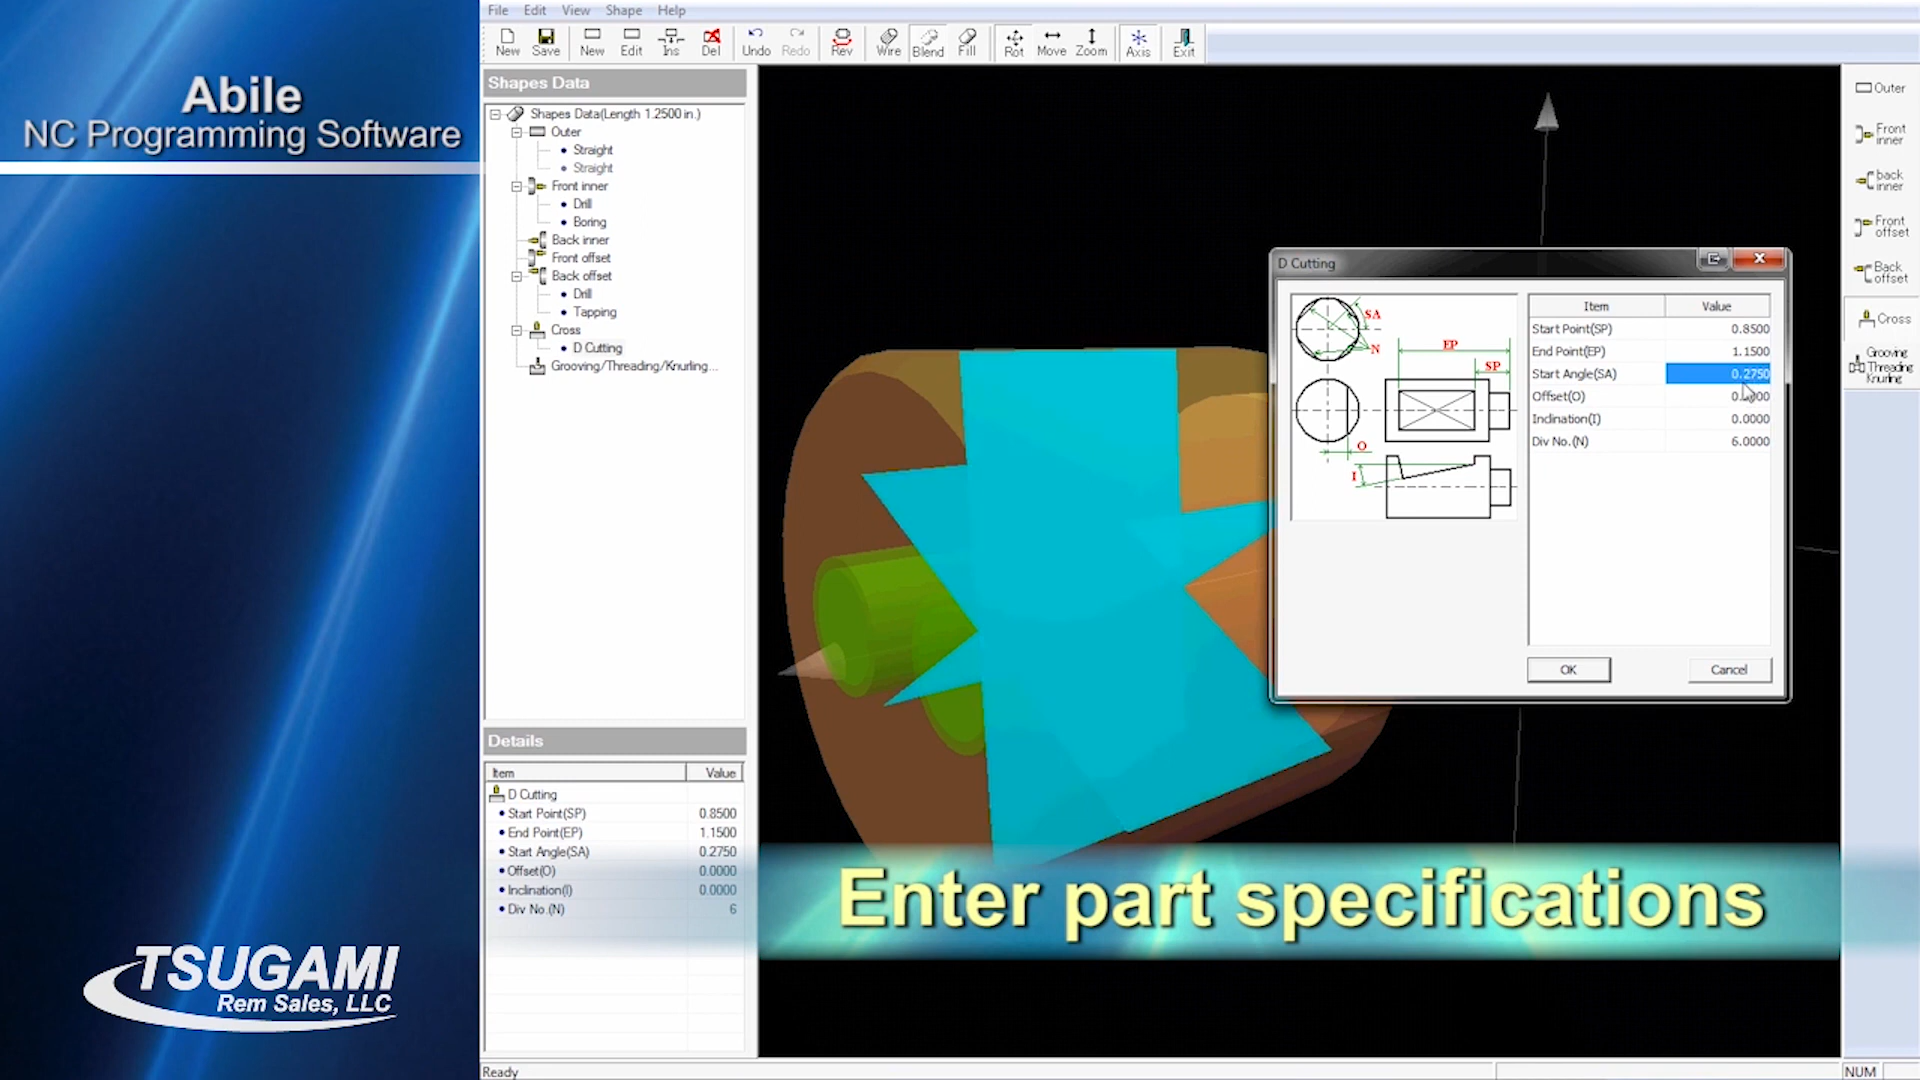 Abile
NC Programming Software
TSUGAMI
Rem Sales, LLC
File Edit View Shape Help
New Save New Edit Ins Del Undo Redo Rev Wire Blend Fill Rot Move Zoom Axis Exit
Shapes Data
Shapes Data(Length 1.2500 in.)
Outer
Straight
Straight
Front inner
Drill
Boring
Back inner
Front offset
Back offset
Drill
Tapping
Cross
D Cutting
Grooving/Threading/Knurling...
Details
Item Value
D Cutting
Start Point(SP) 0.8500
End Point(EP) 1.1500
Start Angle(SA) 0.2750
Offset(O) 0.0000
Inclination(I) 0.0000
Div No.(N) 6
Ready
D Cutting
SA
N
EP
SP
O
I
Item Value
Start Point(SP) 0.8500
End Point(EP) 1.1500
Start Angle(SA) 0.2750
Offset(O)
Inclination(I) 0.0000
Div No.(N) 6.0000
OK Cancel
Enter part specifications
Outer
Front
inner
back
inner
Front
offset
Back
offset
Cross
Grooving
Threading
Knurling
NUM